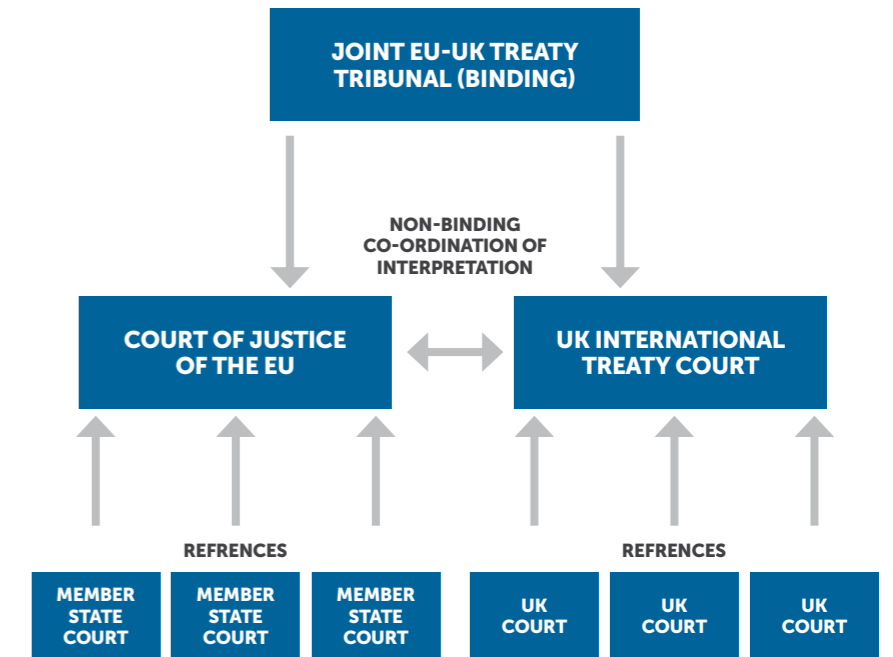 JOINT EU-UK TREATY
TRIBUNAL (BINDING)
NON-BINDING
CO-ORDINATION OF
INTERPRETATION
COURT OF JUSTICE
OF THE EU
UK INTERNATIONAL
TREATY COURT
REFRENCES
REFRENCES
MEMBER
STATE
COURT
MEMBER
STATE
COURT
MEMBER
STATE
COURT
UK
COURT
UK
COURT
UK
COURT